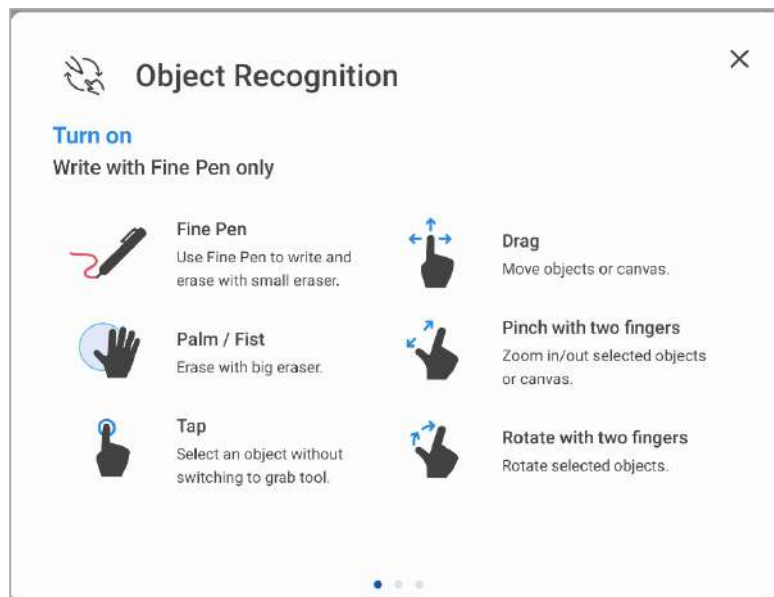 Object Recognition
Turn on
Write with Fine Pen only
Fine Pen
Use Fine Pen to write and
erase with small eraser.
Palm / Fist
Erase with big eraser.
Tap
Select an object without
switching to grab tool.
Drag
Move objects or canvas.
Pinch with two fingers
Zoom in/out selected objects
or canvas.
Rotate with two fingers
Rotate selected objects.